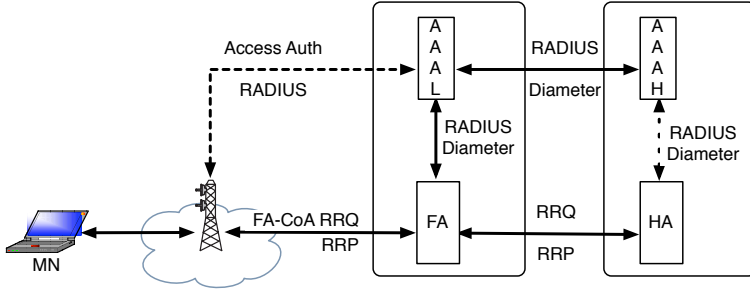 Access Auth
RADIUS
A
A
A
L
RADIUS
Diameter
A
A
A
H
RADIUS
Diameter
RADIUS
Diameter
MN
FA-CoA RRQ
RRP
FA
RRQ
RRP
HA